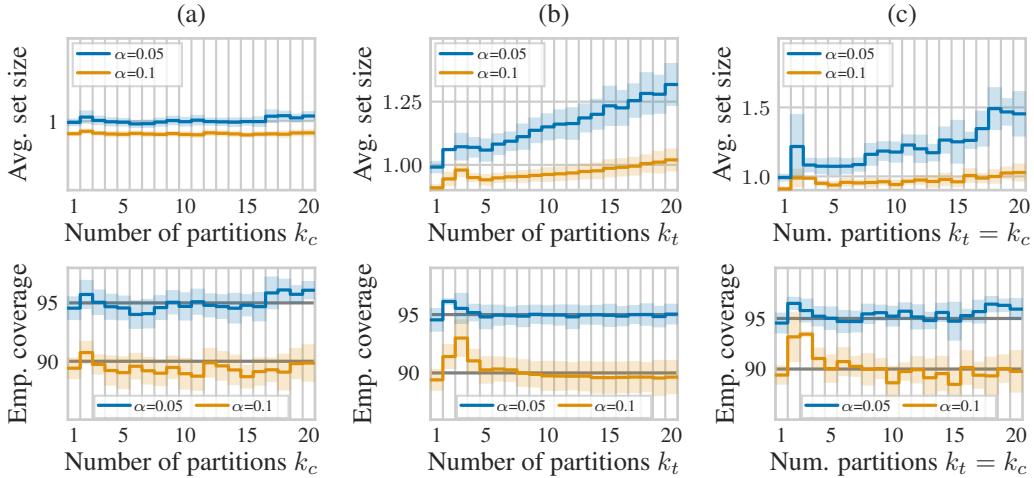 (a)
Avg. set size
α=0.05
α=0.1
1
1 5 10 15 20
Number of partitions k_c
(b)
Avg. set size
α=0.05
α=0.1
1.25
1.00
1 5 10 15 20
Number of partitions k_t
(c)
Avg. set size
α=0.05
α=0.1
1.5
1.0
1 5 10 15 20
Num. partitions k_t = k_c
Emp. coverage
95
90
α=0.05 α=0.1
1 5 10 15 20
Number of partitions k_c
Emp. coverage
95
90
α=0.05 α=0.1
1 5 10 15 20
Number of partitions k_t
Emp. coverage
95
90
α=0.05 α=0.1
1 5 10 15 20
Num. partitions k_t = k_c